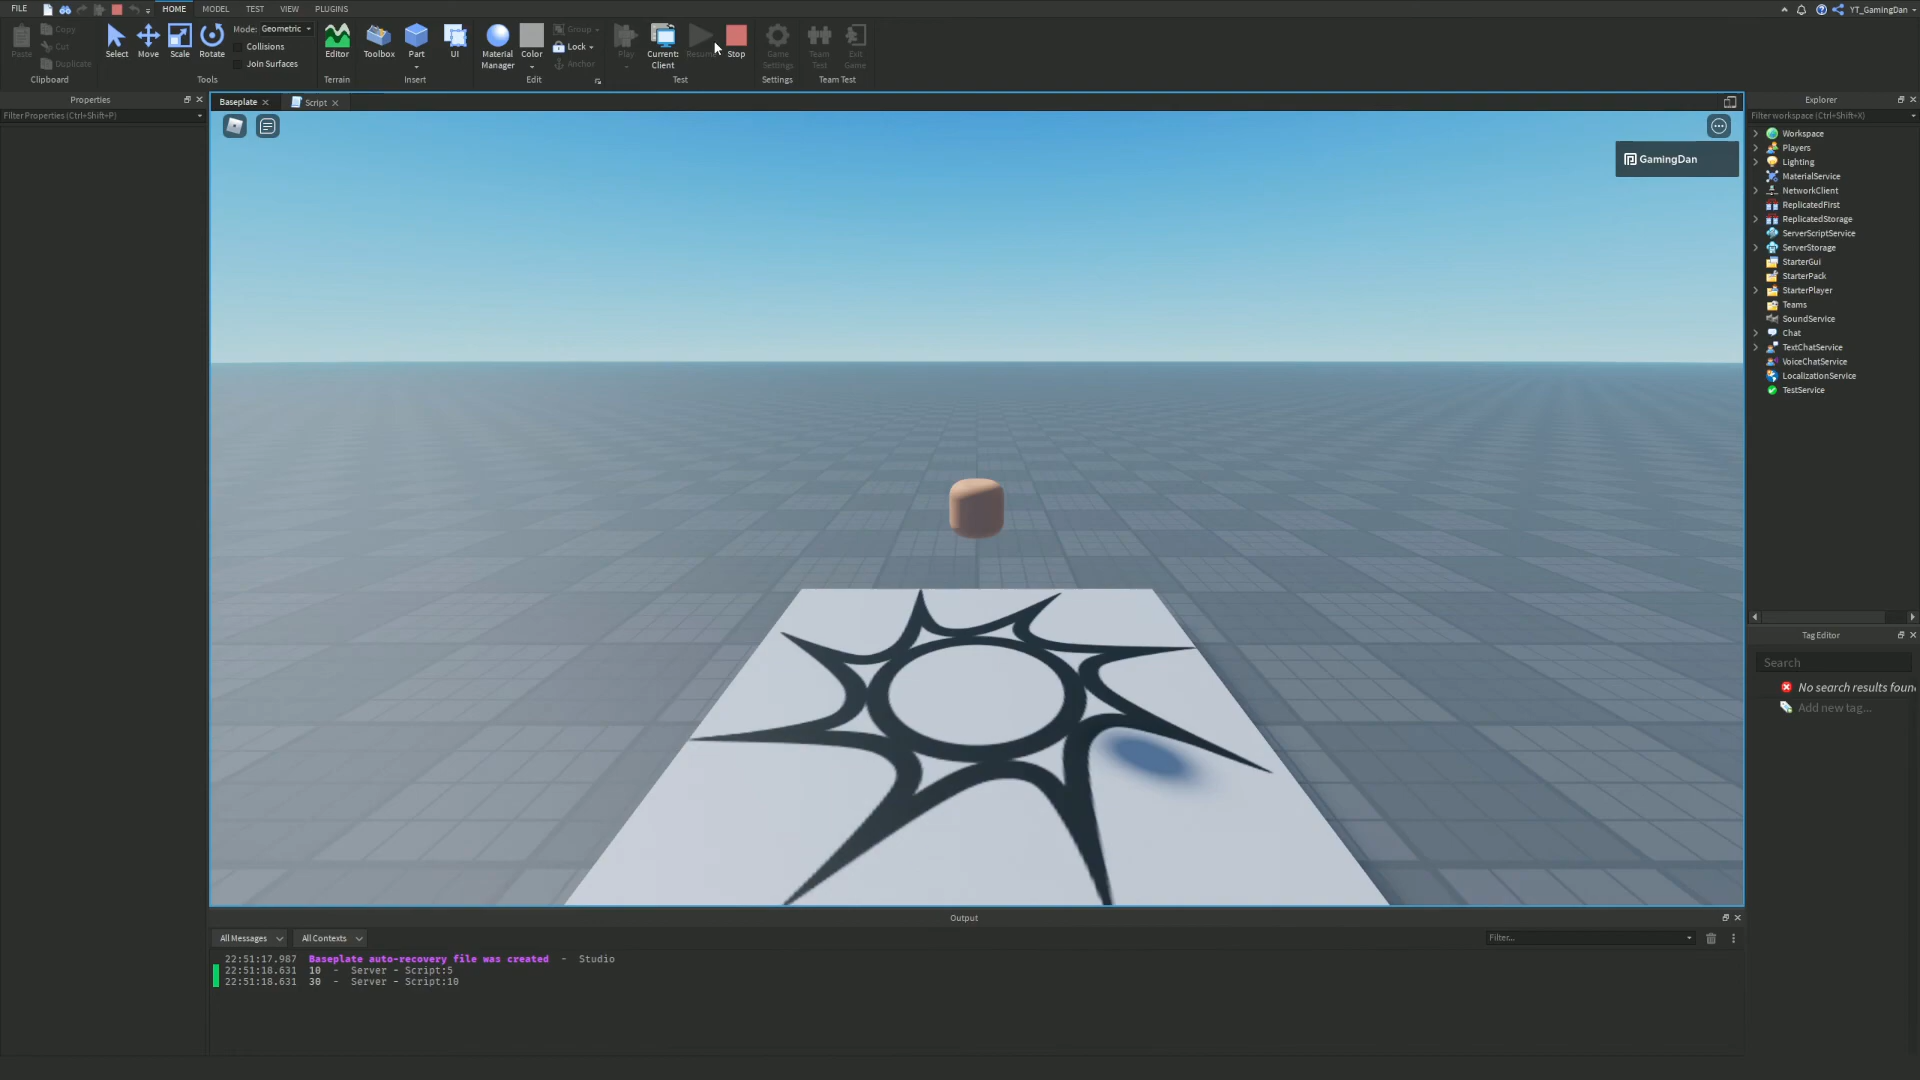 FILE HOME MODEL TEST VIEW PLUGINS YT_GamingDan
Paste Copy Cut Duplicate Select Move Scale Rotate Mode: Geometric Collisions Join Surfaces Editor Toolbox Part UI Material Manager Color Group Lock Anchor Play Current: Client Resume Stop Game Settings Team Test Exit Game
Clipboard Tools Terrain Insert Edit Test Settings Team Test
Properties
Filter Properties (Ctrl+Shift+P)
Baseplate Script
GamingDan
Explorer
Filter workspace (Ctrl+Shift+X)
Workspace
Players
Lighting
MaterialService
NetworkClient
ReplicatedFirst
ReplicatedStorage
ServerScriptService
ServerStorage
StarterGui
StarterPack
StarterPlayer
Teams
SoundService
Chat
TextChatService
VoiceChatService
LocalizationService
TestService
Tag Editor
Search
No search results foun
Add new tag...
Output
All Messages All Contexts Filter...
22:51:17.987 Baseplate auto-recovery file was created - Studio
22:51:18.631 10 - Server - Script:5
22:51:18.631 30 - Server - Script:10